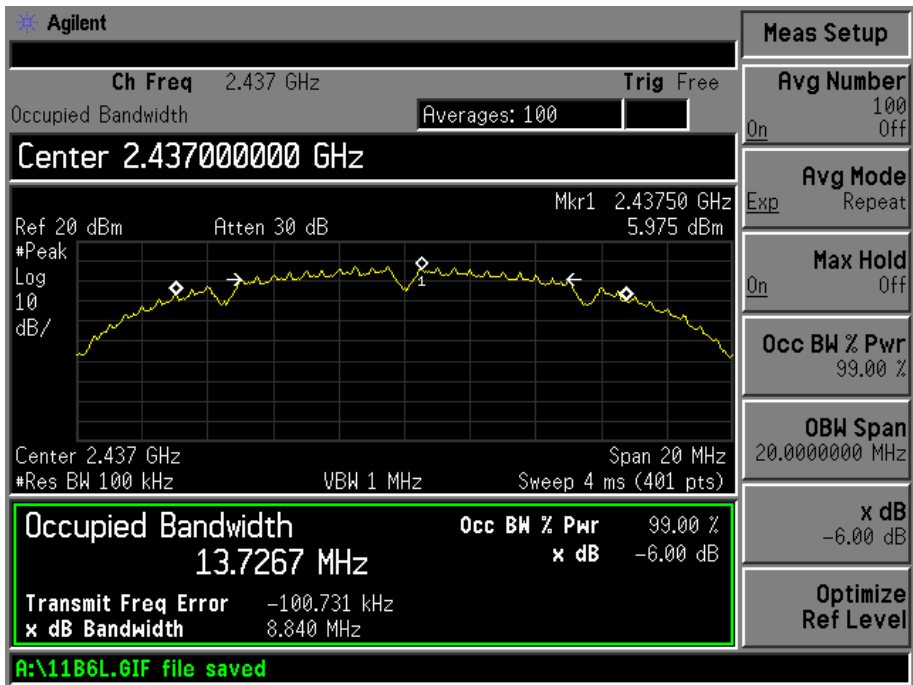 Agilent
Meas Setup
Ch Freq 2.437 GHz Trig Free
Occupied Bandwidth Averages: 100
Center 2.437000000 GHz
Mkr1 2.43750 GHz
Ref 20 dBm Atten 30 dB 5.975 dBm
#Peak
Log
10
dB/
1
Center 2.437 GHz Span 20 MHz
#Res BW 100 kHz VBW 1 MHz Sweep 4 ms (401 pts)
Occupied Bandwidth
13.7267 MHz
Occ BW % Pwr 99.00 %
x dB -6.00 dB
Transmit Freq Error -100.731 kHz
x dB Bandwidth 8.840 MHz
A:\11B6L.GIF file saved
Avg Number
100
On Off
Avg Mode
Exp Repeat
Max Hold
On Off
Occ BW % Pwr
99.00 %
OBW Span
20.0000000 MHz
x dB
-6.00 dB
Optimize
Ref Level